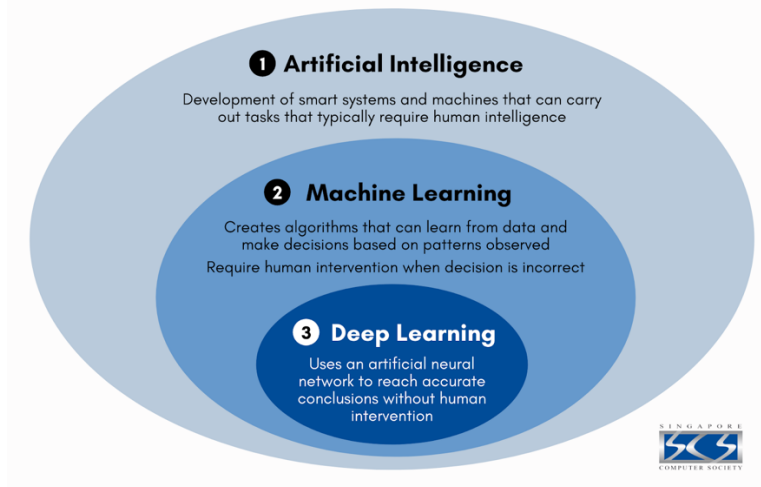 1 Artificial Intelligence
Development of smart systems and machines that can carry
out tasks that typically require human intelligence
2 Machine Learning
Creates algorithms that can learn from data and
make decisions based on patterns observed
Require human intervention when decision is incorrect
3 Deep Learning
Uses an artificial neural
network to reach accurate
conclusions without human
intervention
SINGAPORE
SCS
COMPUTER SOCIETY